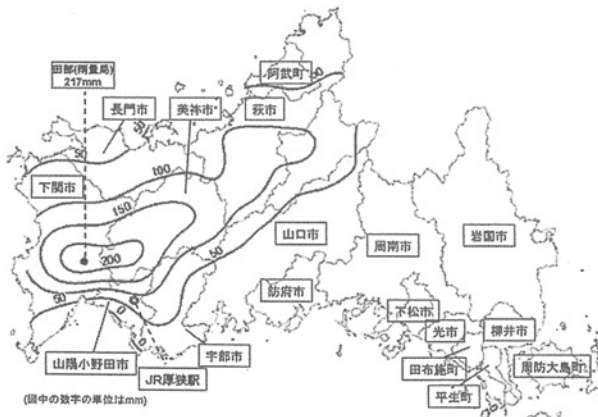 阿武町
50
田部(雨量局)
217mm
長門市
美祢市
萩市
50
50
100
下関市
150
山口市
周南市
岩国市
200
50
防府市
50
0
下松市
光市
柳井市
山陽小野田市
宇部市
田布施町
周防大島町
JR厚狭駅
平生町
(図中の数字の単位はmm)